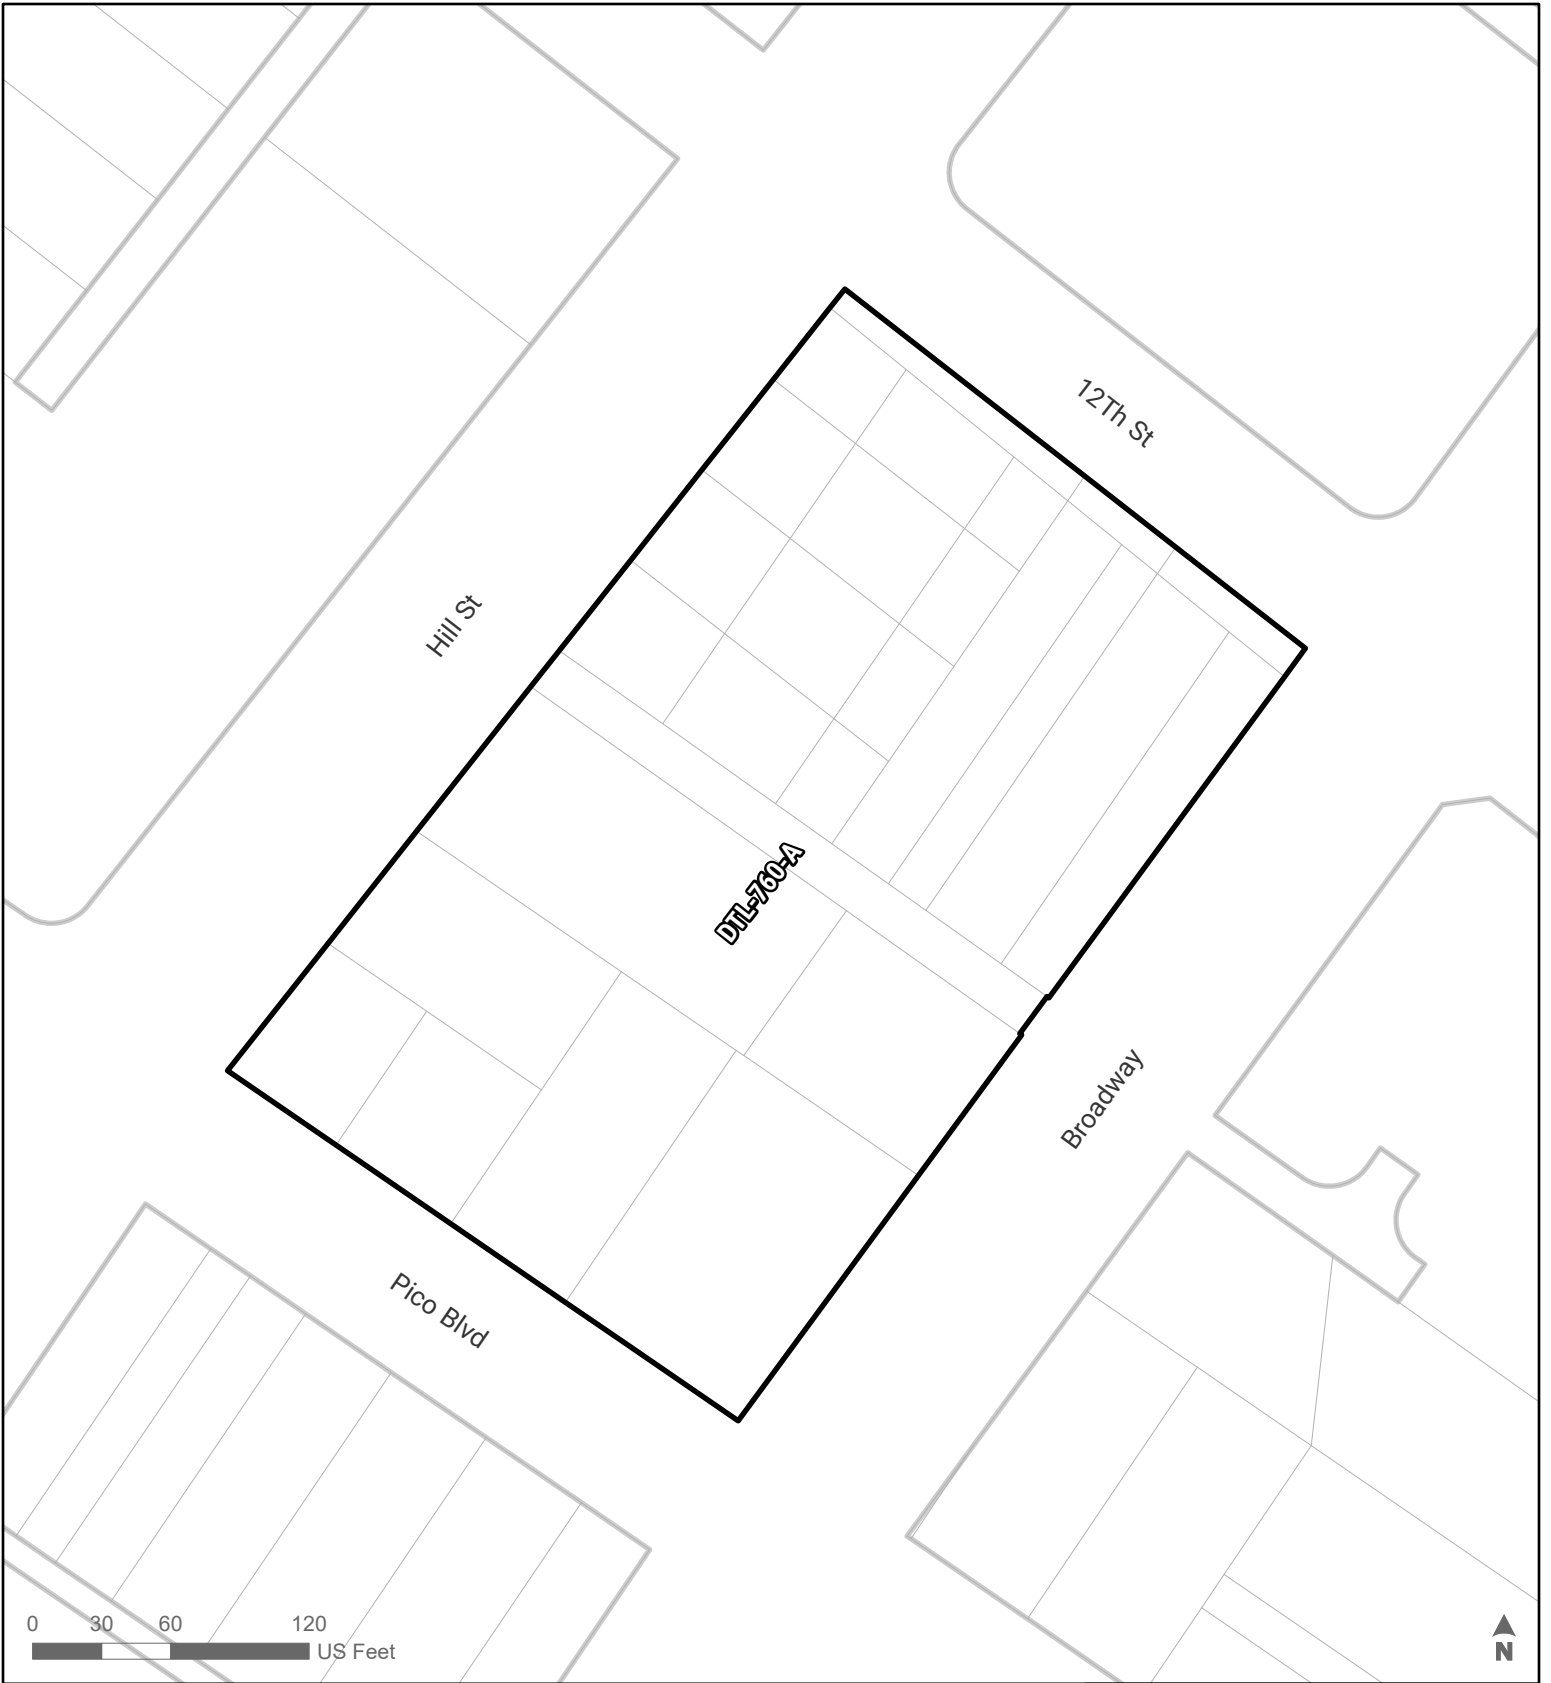 12Th St
Hill St
DTL-760-A
Broadway
Pico Blvd
0 30 60 120
US Feet
N